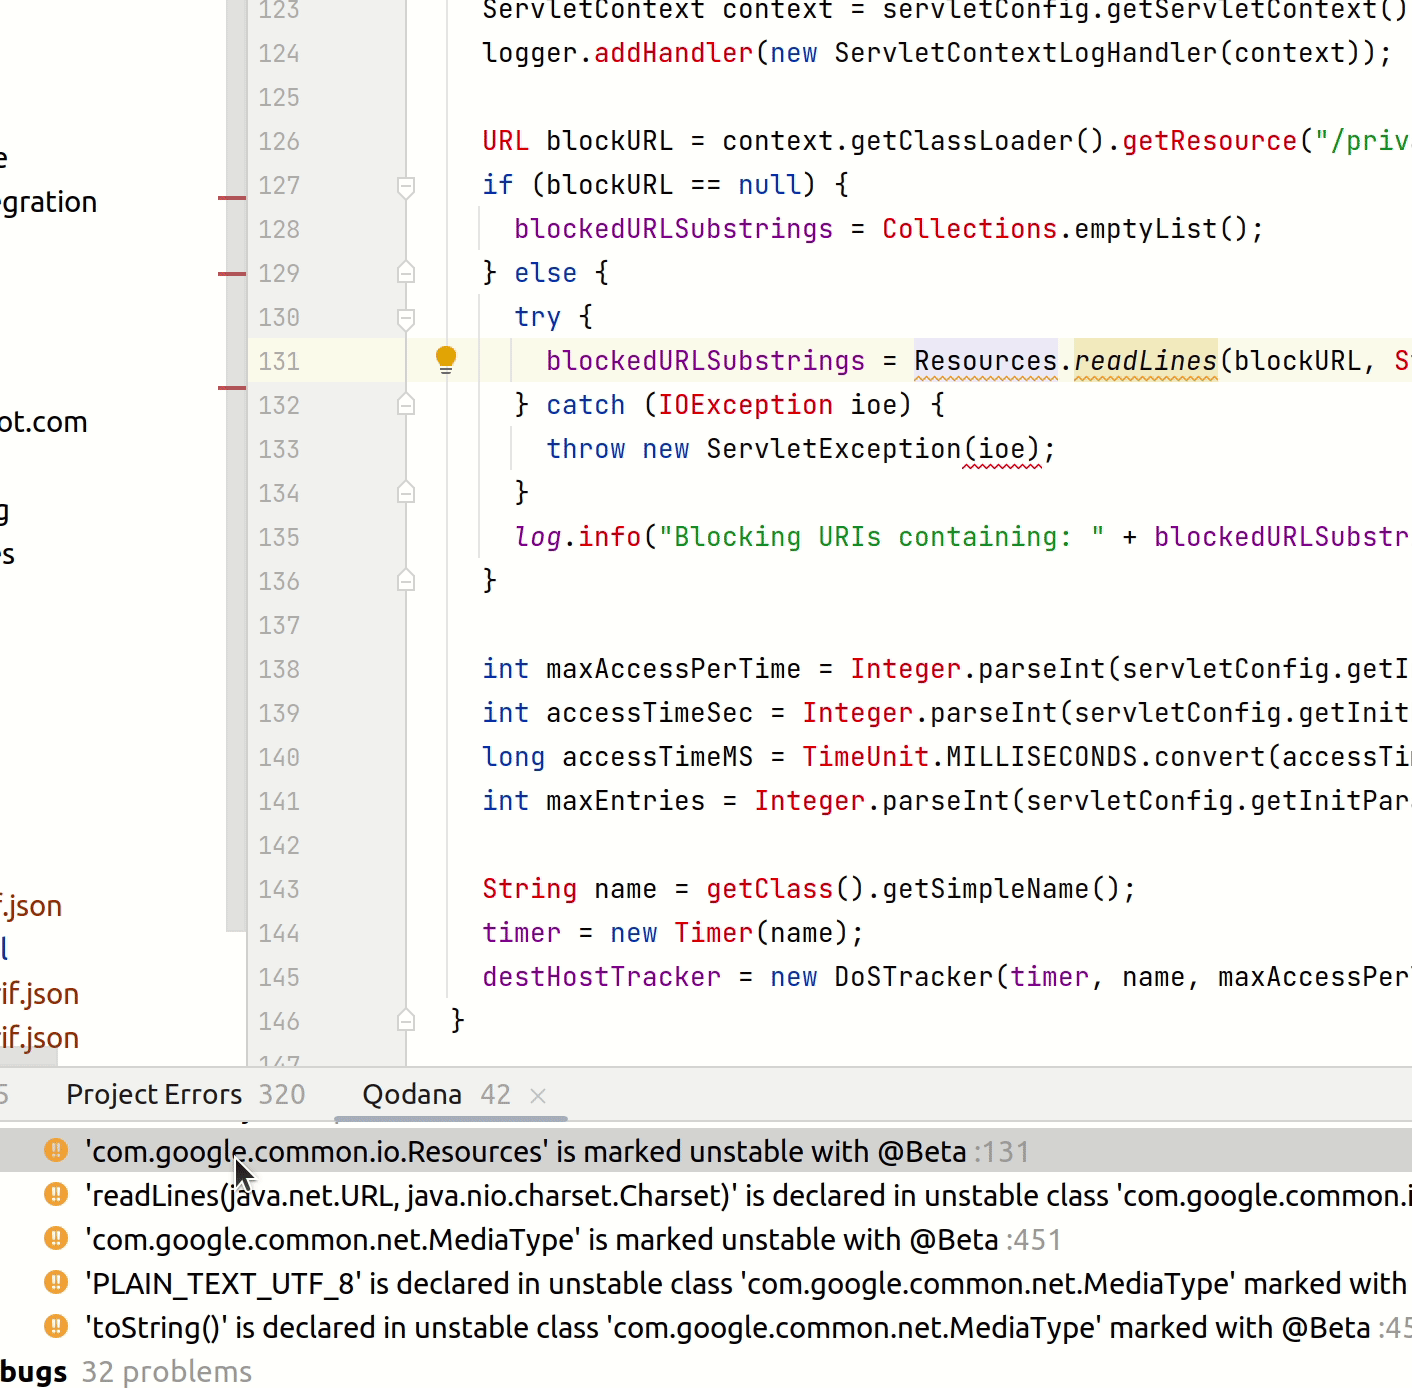 123 ServletContext context = servletConfig.getServletContext()
124 logger.addHandler(new ServletContextLogHandler(context));
125
126 URL blockURL = context.getClassLoader().getResource("/priv
127 if (blockURL == null) {
128 blockedURLSubstrings = Collections.emptyList();
129 } else {
130 try {
131 blockedURLSubstrings = Resources.readLines(blockURL, S
132 } catch (IOException ioe) {
133 throw new ServletException(ioe);
134 }
135 log.info("Blocking URIs containing: " + blockedURLSubstr
136 }
137
138 int maxAccessPerTime = Integer.parseInt(servletConfig.getI
139 int accessTimeSec = Integer.parseInt(servletConfig.getInit
140 long accessTimeMS = TimeUnit.MILLISECONDS.convert(accessTi
141 int maxEntries = Integer.parseInt(servletConfig.getInitPar
142
143 String name = getClass().getSimpleName();
144 timer = new Timer(name);
145 destHostTracker = new DoSTracker(timer, name, maxAccessPer
146 }
147
e
gration
ot.com
g
s
f.json
l
if.json
if.json
5 Project Errors 320 Qodana 42
'com.google.common.io.Resources' is marked unstable with @Beta :131
'readLines(java.net.URL, java.nio.charset.Charset)' is declared in unstable class 'com.google.common.i
'com.google.common.net.MediaType' is marked unstable with @Beta :451
'PLAIN_TEXT_UTF_8' is declared in unstable class 'com.google.common.net.MediaType' marked with
'toString()' is declared in unstable class 'com.google.common.net.MediaType' marked with @Beta :45
bugs 32 problems